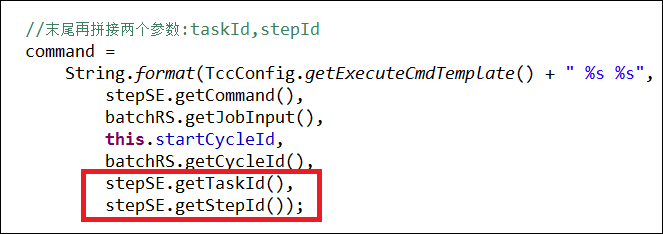 //末尾再拼接两个参数:taskId,stepId
command =
String.format(TccConfig.getExecuteCmdTemplate() + " %s %s",
stepSE.getCommand(),
batchRS.getJobInput(),
this.startCycleId,
batchRS.getCycleId(),
stepSE.getTaskId(),
stepSE.getStepId());